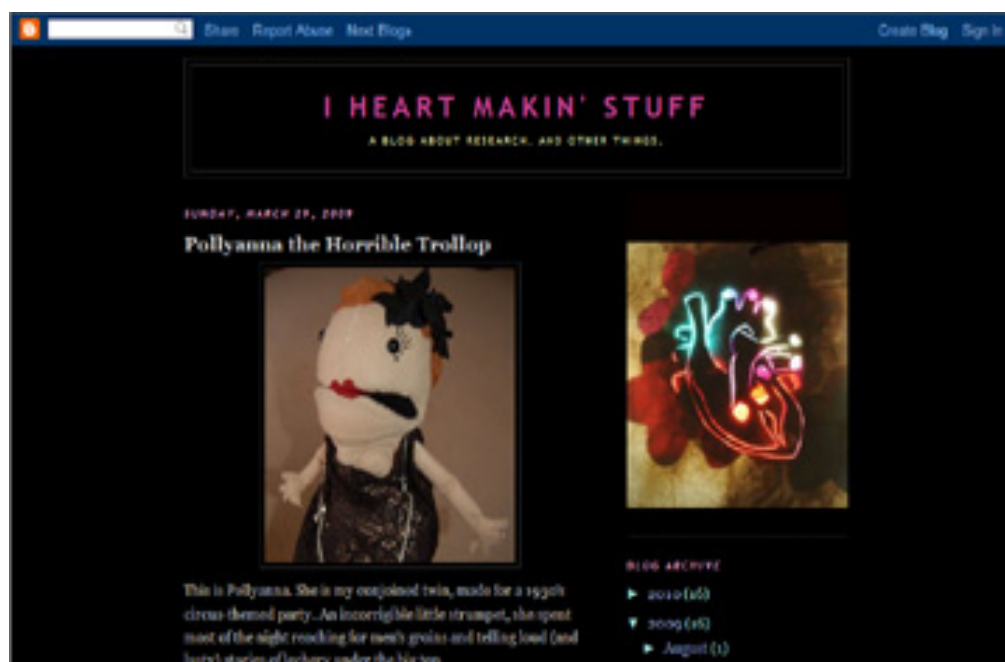 Share Report Abuse Next Blog»
Create Blog Sign In
I HEART MAKIN' STUFF
A BLOG ABOUT RESEARCH. AND OTHER THINGS.
SUNDAY, MARCH 29, 2009
Pollyanna the Horrible Trollop
This is Pollyanna. She is my conjoined twin, made for a 1930's
circus-themed party. An incorrigible little strumpet, she spent
most of the night reaching for men's groins and telling loud (and
lusty) stories of lechery under the big top.
BLOG ARCHIVE
► 2010 (16)
▼ 2009 (16)
► August (1)